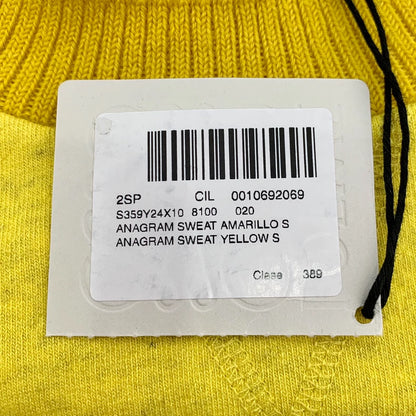 2SP CIL 0010692069
S359Y24X10 8100 020
ANAGRAM SWEAT AMARILLO S
ANAGRAM SWEAT YELLOW S
Clase 389